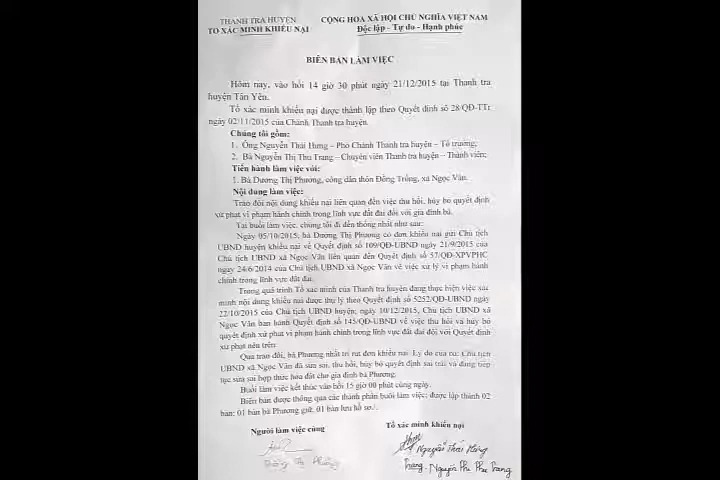 THANH TRA HUYỆN
TỔ XÁC MINH KHIẾU NẠI
CỘNG HÒA XÃ HỘI CHỦ NGHĨA VIỆT NAM
Độc lập - Tự do - Hạnh phúc
BIÊN BẢN LÀM VIỆC
Hôm nay, vào hồi 14 giờ 30 phút ngày 21/12/2015 tại Thanh tra
huyện Tân Yên.
Tổ xác minh khiếu nại được thành lập theo Quyết định số 28/QĐ-TTr
ngày 02/11/2015 của Chánh Thanh tra huyện.
Chúng tôi gồm:
1. Ông Nguyễn Thái Hưng – Phó Chánh Thanh tra huyện – Tổ trưởng;
2. Bà Nguyễn Thị Thu Trang – Chuyên viên Thanh tra huyện – Thành viên;
Tiến hành làm việc với:
1. Bà Dương Thị Phương, công dân thôn Đồng Trống, xã Ngọc Vân.
Nội dung làm việc:
Trao đổi nội dung khiếu nại liên quan đến việc thu hồi, hủy bỏ quyết định
xử phạt vi phạm hành chính trong lĩnh vực đất đai đối với gia đình bà.
Tại buổi làm việc, chúng tôi đi đến thống nhất như sau:
Ngày 05/10/2015, bà Dương Thị Phương có đơn khiếu nại gửi Chủ tịch
UBND huyện khiếu nại về Quyết định số 109/QĐ-UBND ngày 21/9/2015 của
Chủ tịch UBND xã Ngọc Vân liên quan đến Quyết định số 57/QĐ-XPVPHC
ngày 24/6/2014 của Chủ tịch UBND xã Ngọc Vân về việc xử lý vi phạm hành
chính trong lĩnh vực đất đai.
Trong quá trình Tổ xác minh của Thanh tra huyện đang thực hiện việc xác
minh nội dung khiếu nại được thụ lý theo Quyết định số 5252/QĐ-UBND ngày
22/10/2015 của Chủ tịch UBND huyện; ngày 10/12/2015, Chủ tịch UBND xã
Ngọc Vân ban hành Quyết định số 145/QĐ-UBND về việc thu hồi và hủy bỏ
quyết định xử phạt vi phạm hành chính trong lĩnh vực đất đai đối với Quyết định
xử phạt nêu trên.
Qua trao đổi, bà Phương nhất trí rút đơn khiếu nại. Lý do rút: Chủ tịch
UBND xã Ngọc Vân đã sửa sai, thu hồi, hủy bỏ quyết định sai trái và đang tiếp
tục sửa sai hợp thức hóa đất cho gia đình bà Phương.
Buổi làm việc kết thúc vào hồi 15 giờ 00 phút cùng ngày.
Biên bản được thông qua các thành phần buổi làm việc; được lập thành 02
bản: 01 bản bà Phương giữ, 01 bản lưu hồ sơ./.
Người làm việc cùng
Tổ xác minh khiếu nại
Dương Thị Phương
Nguyễn Thái Hưng
Trang. Nguyễn Thị Thu Trang